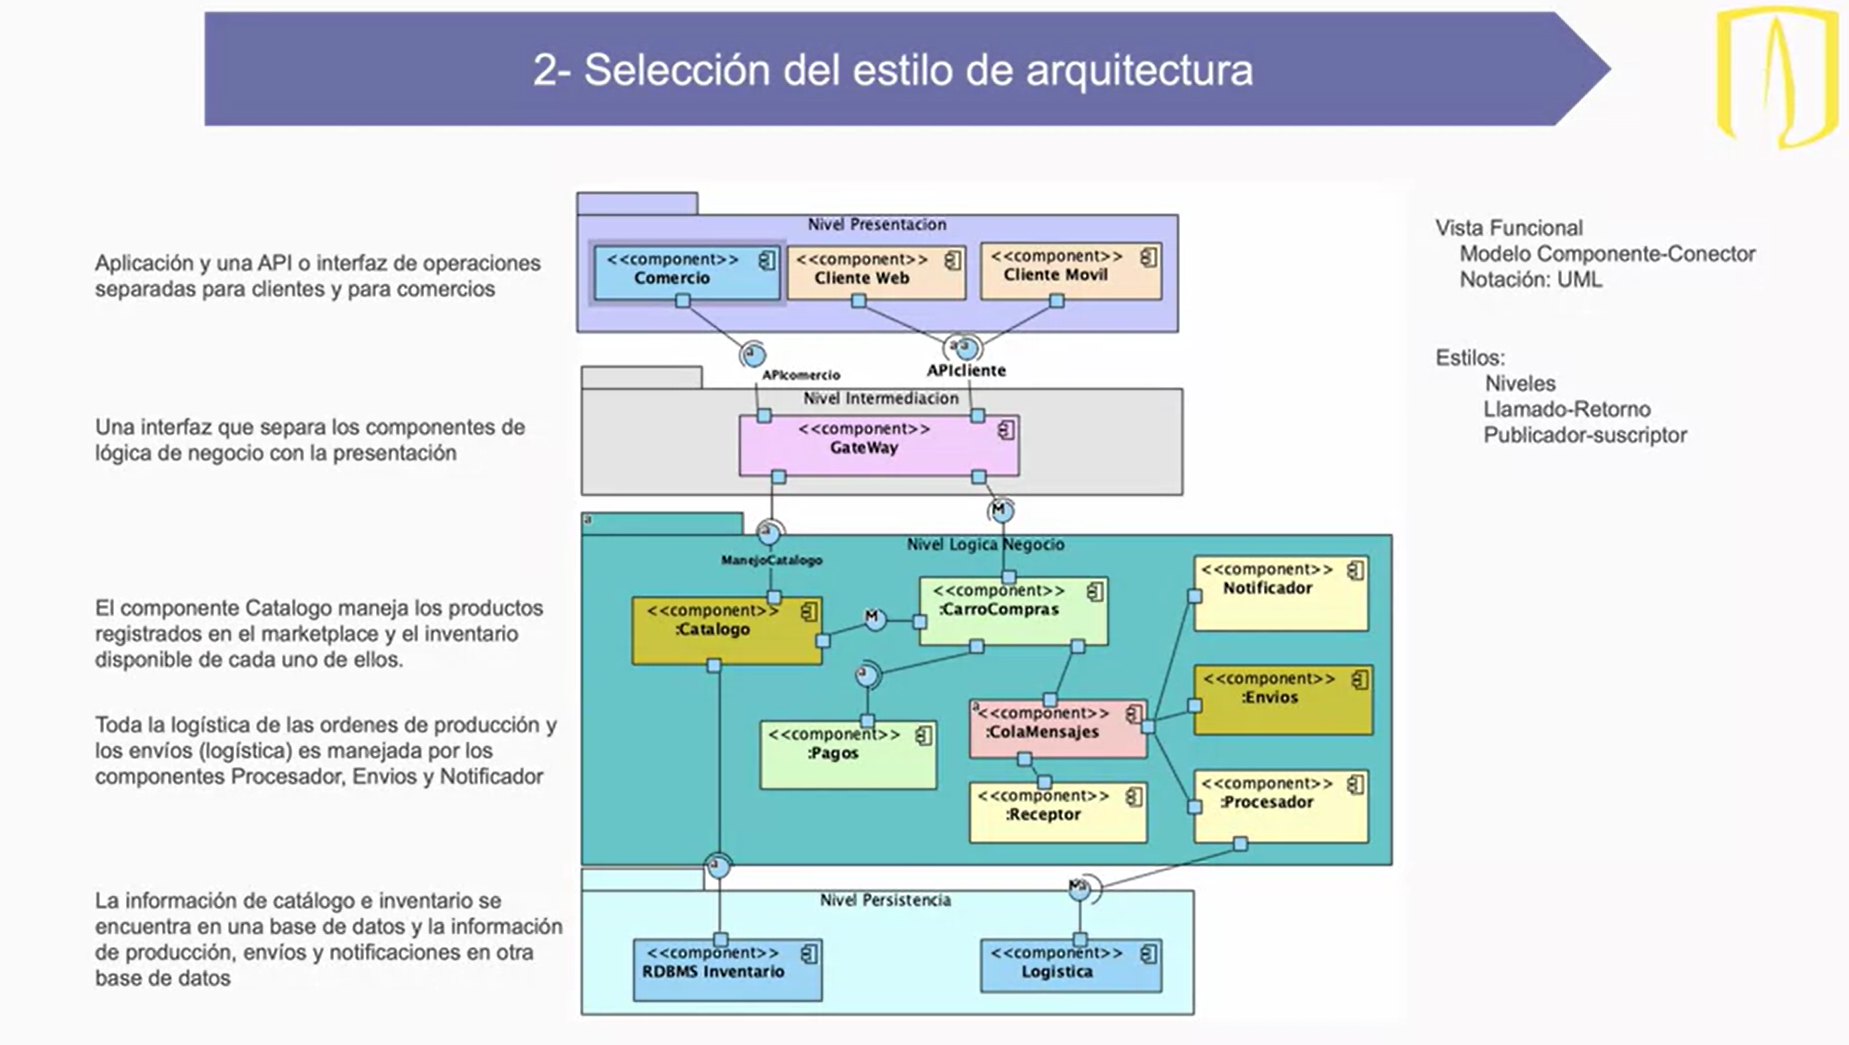 2- Selección del estilo de arquitectura
Aplicación y una API o interfaz de operaciones
separadas para clientes y para comercios
Una interfaz que separa los componentes de
lógica de negocio con la presentación
El componente Catalogo maneja los productos
registrados en el marketplace y el inventario
disponible de cada uno de ellos.
Toda la logística de las ordenes de producción y
los envíos (logística) es manejada por los
componentes Procesador, Envios y Notificador
La información de catálogo e inventario se
encuentra en una base de datos y la información
de producción, envíos y notificaciones en otra
base de datos
Nivel Presentacion
<<component>>
Comercio
<<component>>
Cliente Web
<<component>>
Cliente Movil
a
a a
APIcomercio
APIcliente
Nivel Intermediacion
<<component>>
GateWay
M
a
a
Nivel Logica Negocio
ManejoCatalogo
<<component>>
:Catalogo
M
<<component>>
:CarroCompras
<<component>>
Notificador
a
<<component>>
:Pagos
a
<<component>>
:ColaMensajes
<<component>>
:Envios
<<component>>
:Receptor
<<component>>
:Procesador
a
Nivel Persistencia
<<component>>
RDBMS Inventario
<<component>>
Logistica
Vista Funcional
Modelo Componente-Conector
Notación: UML
Estilos:
Niveles
Llamado-Retorno
Publicador-suscriptor